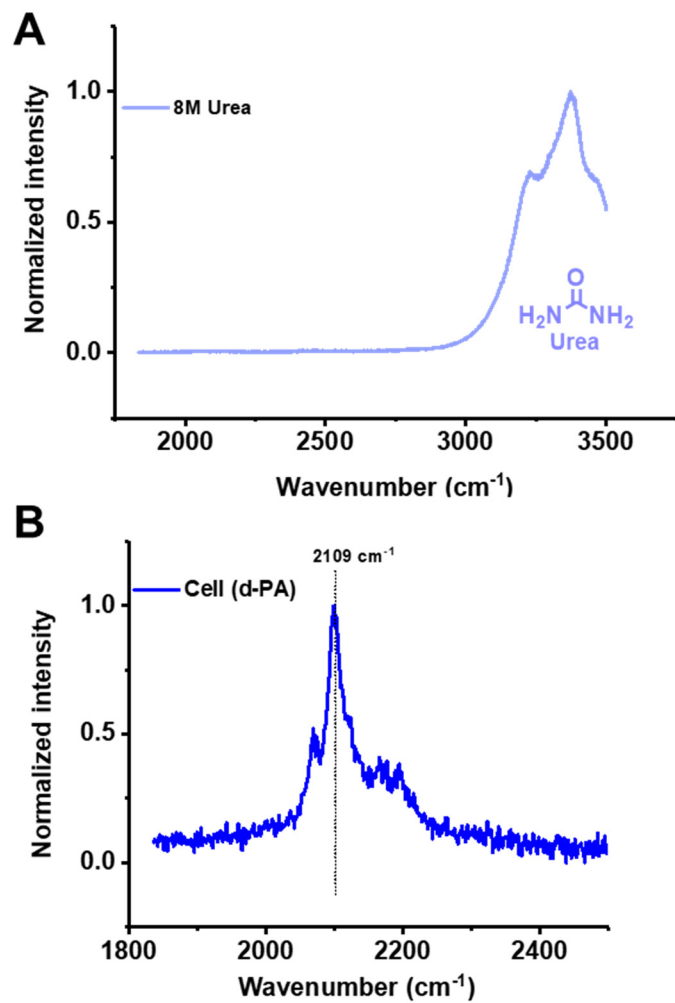 A
Normalized intensity
1.0
0.5
0.0
8M Urea
O
H₂N NH₂
Urea
2000 2500 3000 3500
Wavenumber (cm⁻¹)
B
Normalized intensity
1.0
0.5
0.0
2109 cm⁻¹
Cell (d-PA)
1800 2000 2200 2400
Wavenumber (cm⁻¹)